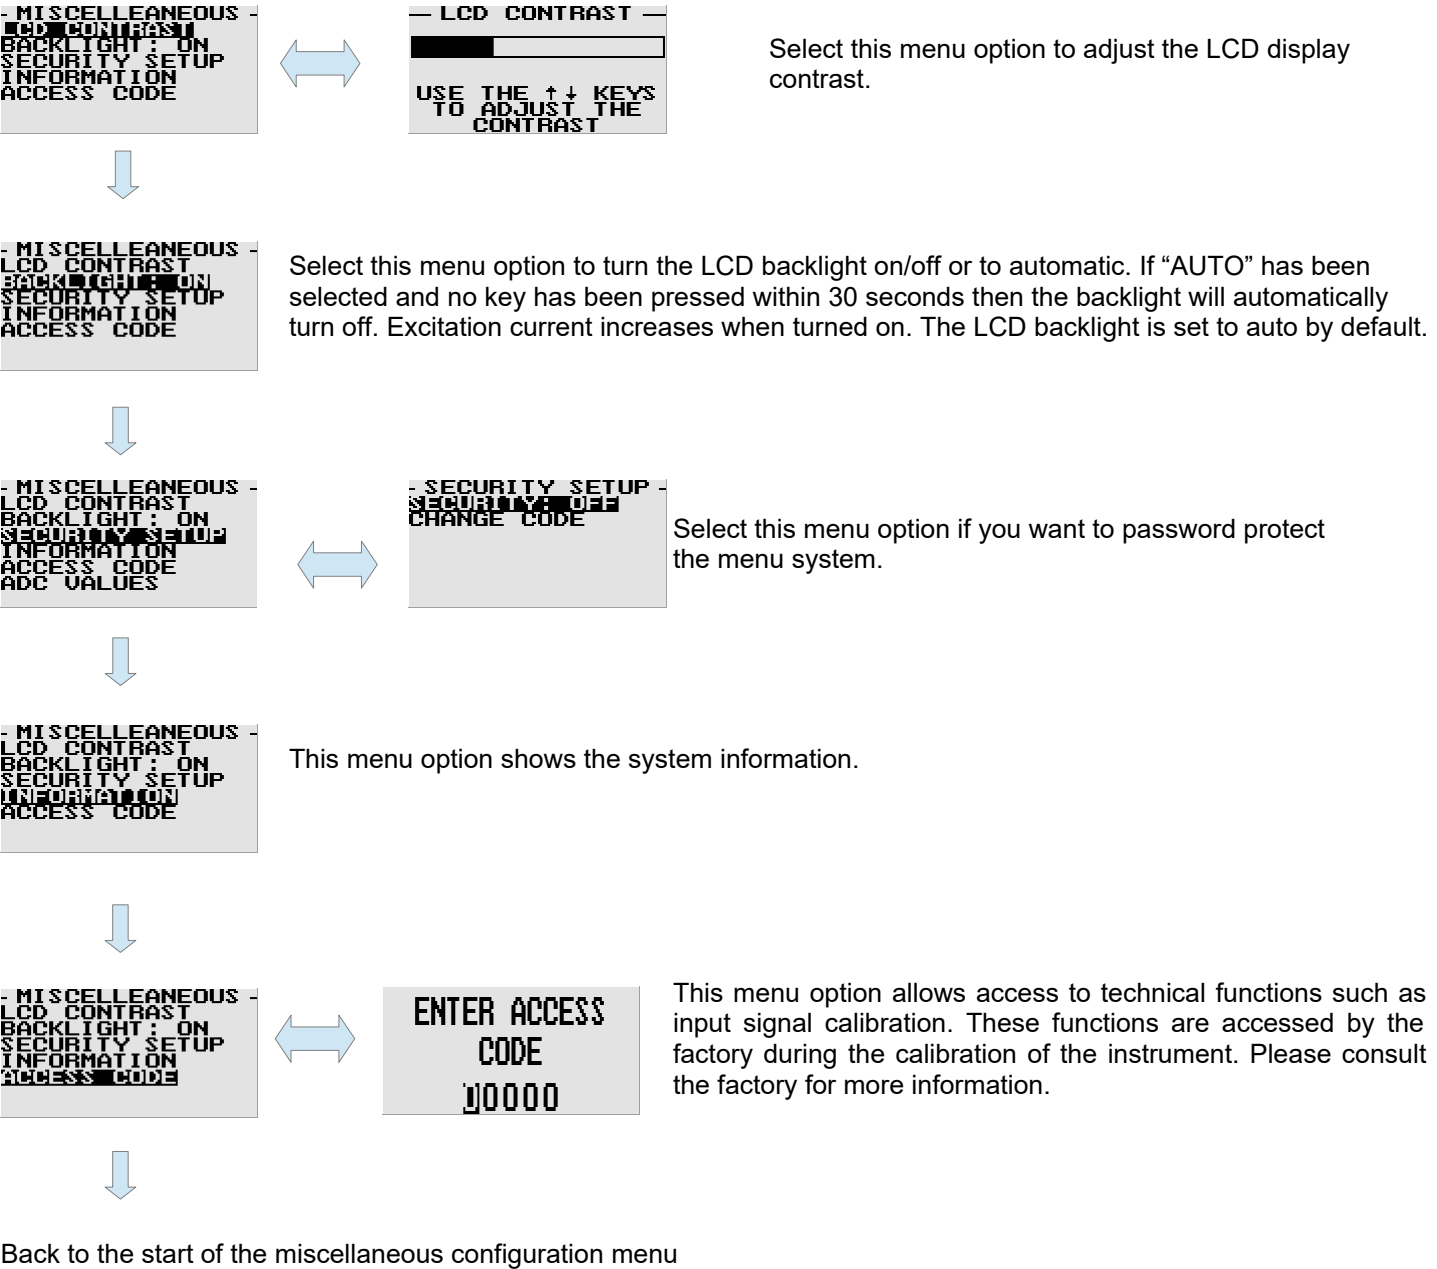 - MISCELLEANEOUS -
LCD CONTRAST
BACKLIGHT: ON
SECURITY SETUP
INFORMATION
ACCESS CODE
— LCD CONTRAST —
USE THE ↑↓ KEYS
TO ADJUST THE
CONTRAST
Select this menu option to adjust the LCD display
contrast.
- MISCELLEANEOUS -
LCD CONTRAST
BACKLIGHT: ON
SECURITY SETUP
INFORMATION
ACCESS CODE
Select this menu option to turn the LCD backlight on/off or to automatic. If “AUTO” has been
selected and no key has been pressed within 30 seconds then the backlight will automatically
turn off. Excitation current increases when turned on. The LCD backlight is set to auto by default.
- MISCELLEANEOUS -
LCD CONTRAST
BACKLIGHT: ON
SECURITY SETUP
INFORMATION
ACCESS CODE
ADC VALUES
- SECURITY SETUP -
SECURITY: OFF
CHANGE CODE
Select this menu option if you want to password protect
the menu system.
- MISCELLEANEOUS -
LCD CONTRAST
BACKLIGHT: ON
SECURITY SETUP
INFORMATION
ACCESS CODE
This menu option shows the system information.
- MISCELLEANEOUS -
LCD CONTRAST
BACKLIGHT: ON
SECURITY SETUP
INFORMATION
ACCESS CODE
ENTER ACCESS
CODE
00000
This menu option allows access to technical functions such as
input signal calibration. These functions are accessed by the
factory during the calibration of the instrument. Please consult
the factory for more information.
Back to the start of the miscellaneous configuration menu